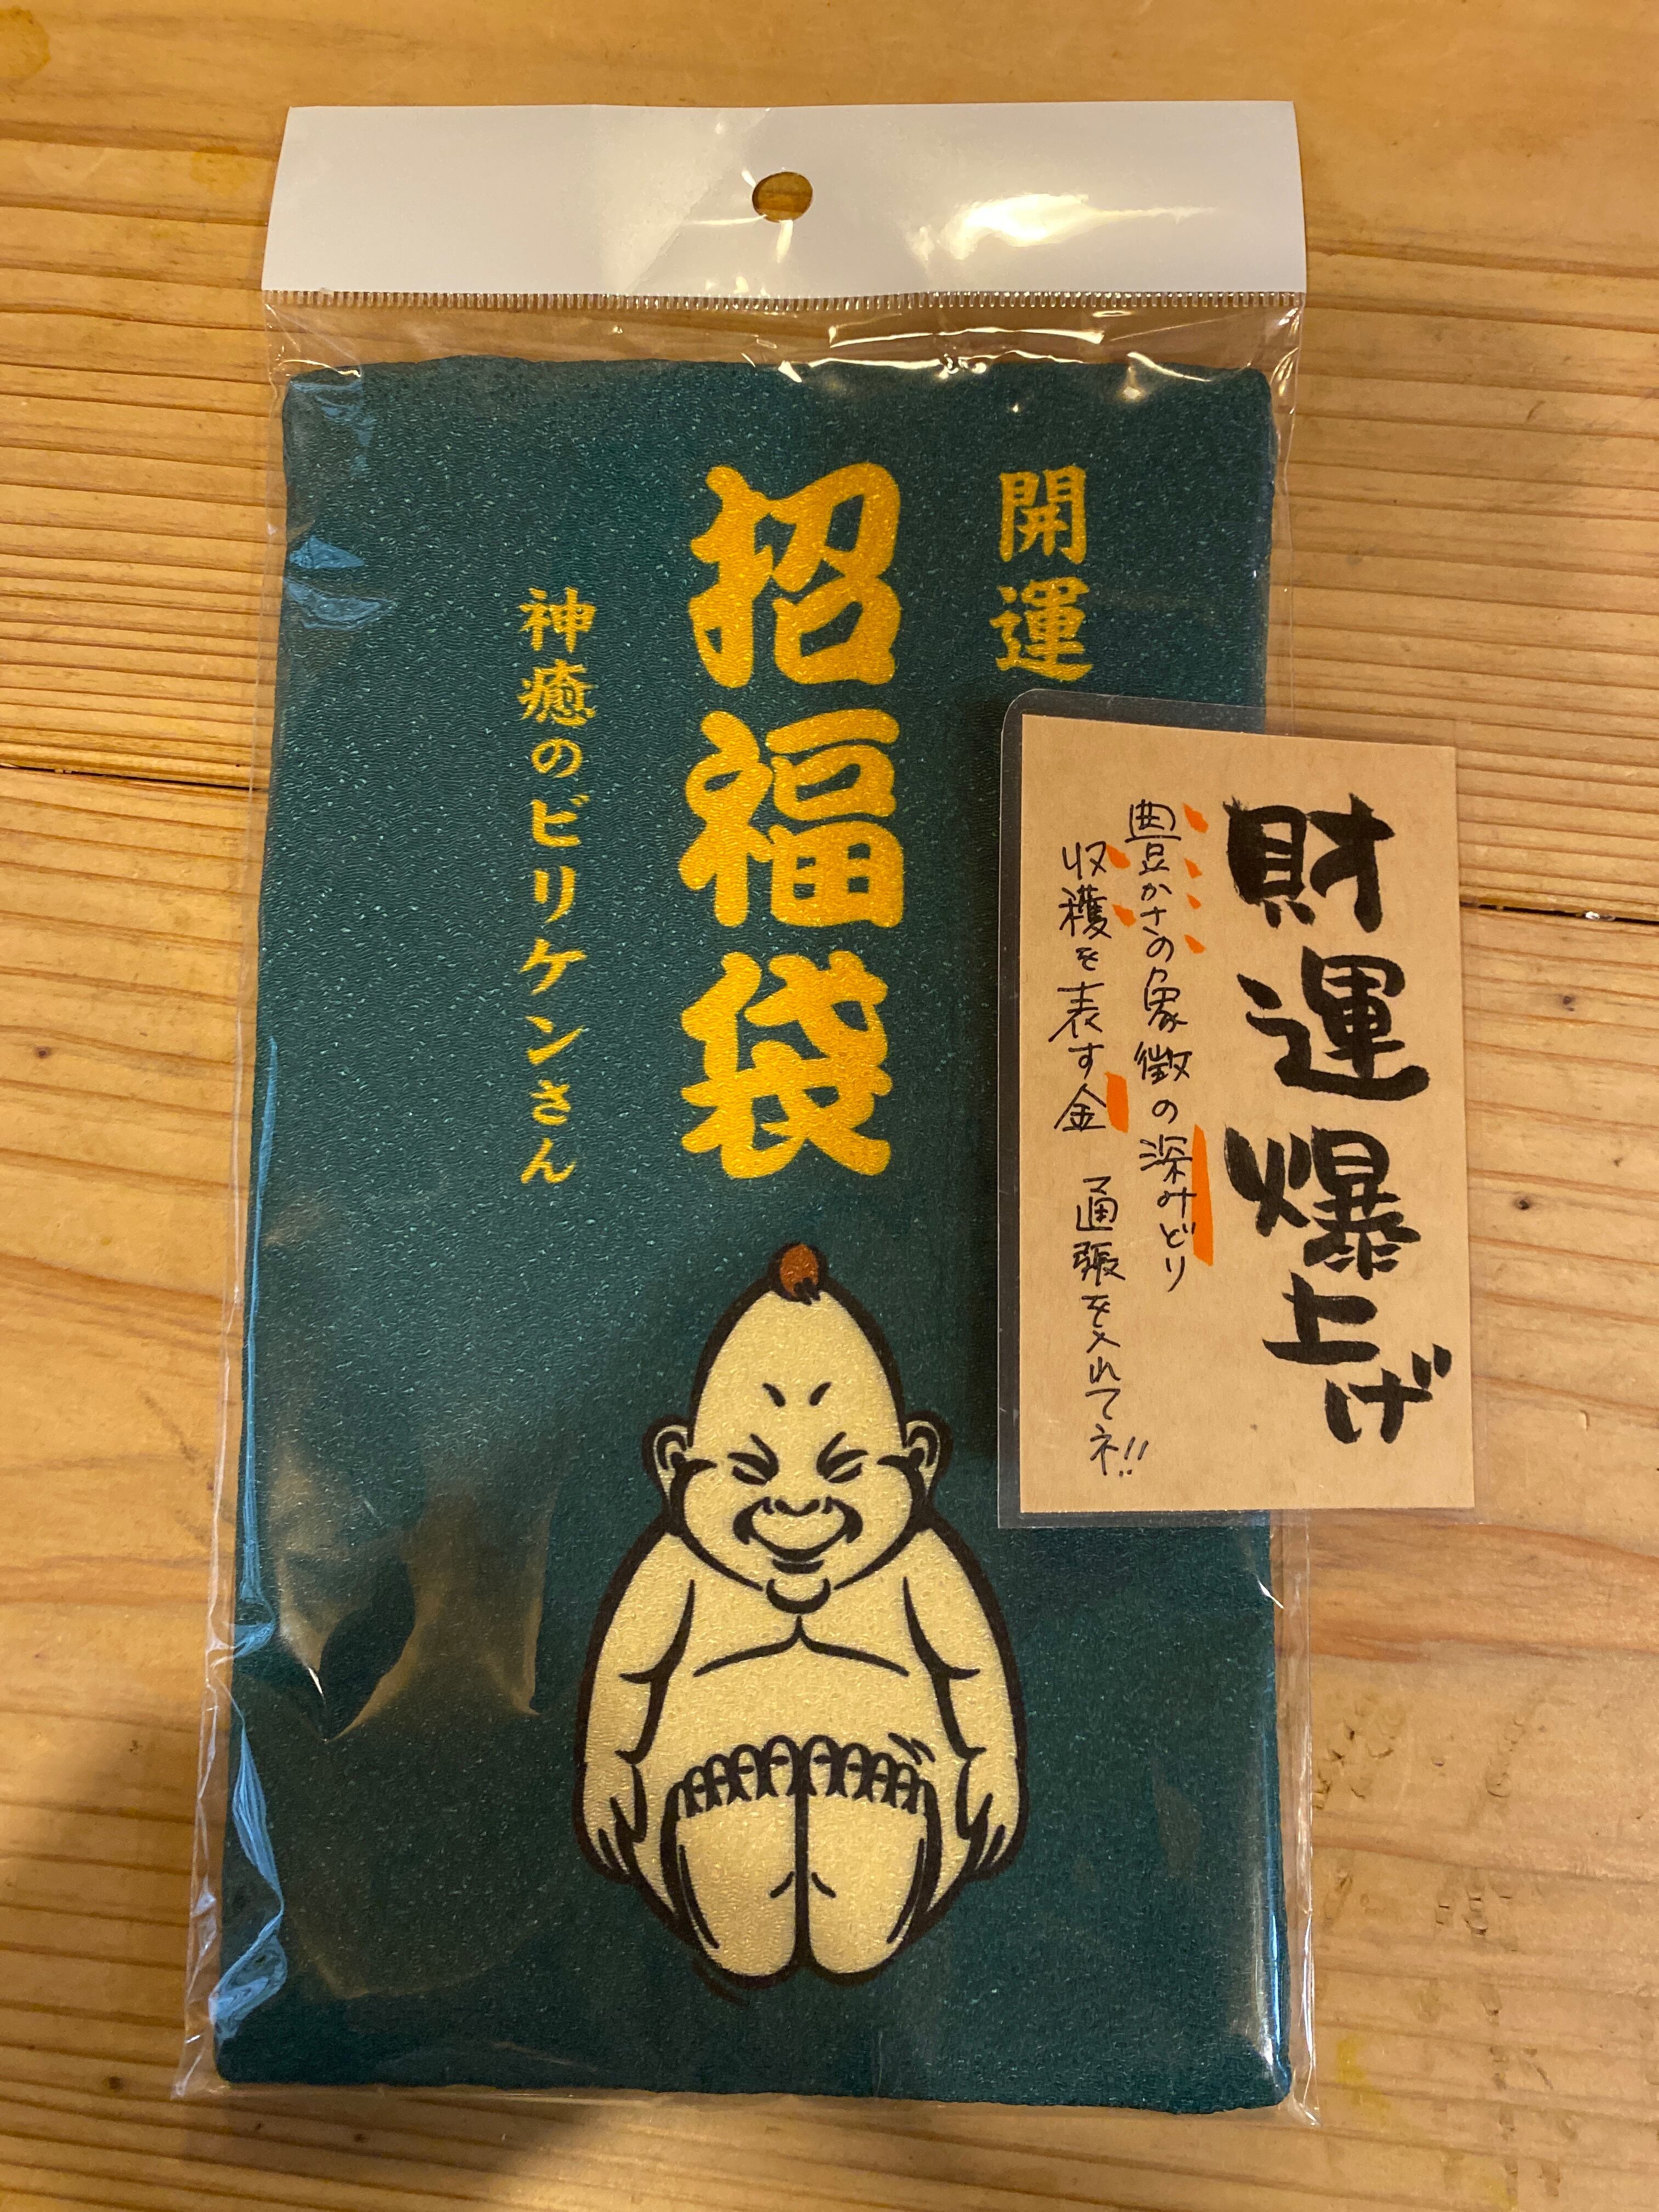 開運
招福袋
神癒のビリケンさん
財運爆上げ
豊かさの象徴の深みどり
収穫を表す金 通張を入れてネ!!